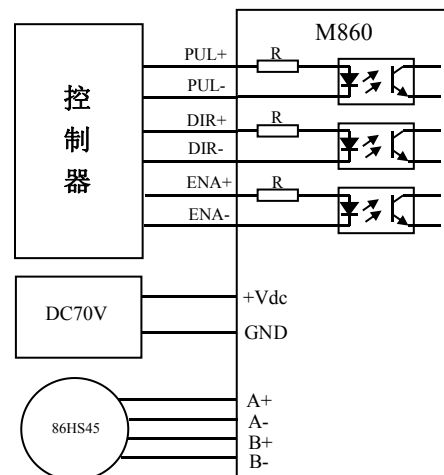 M860
PUL+
R
PUL-
控
制
器
DIR+
R
DIR-
ENA+
R
ENA-
DC70V
+Vdc
GND
86HS45
A+
A-
B+
B-